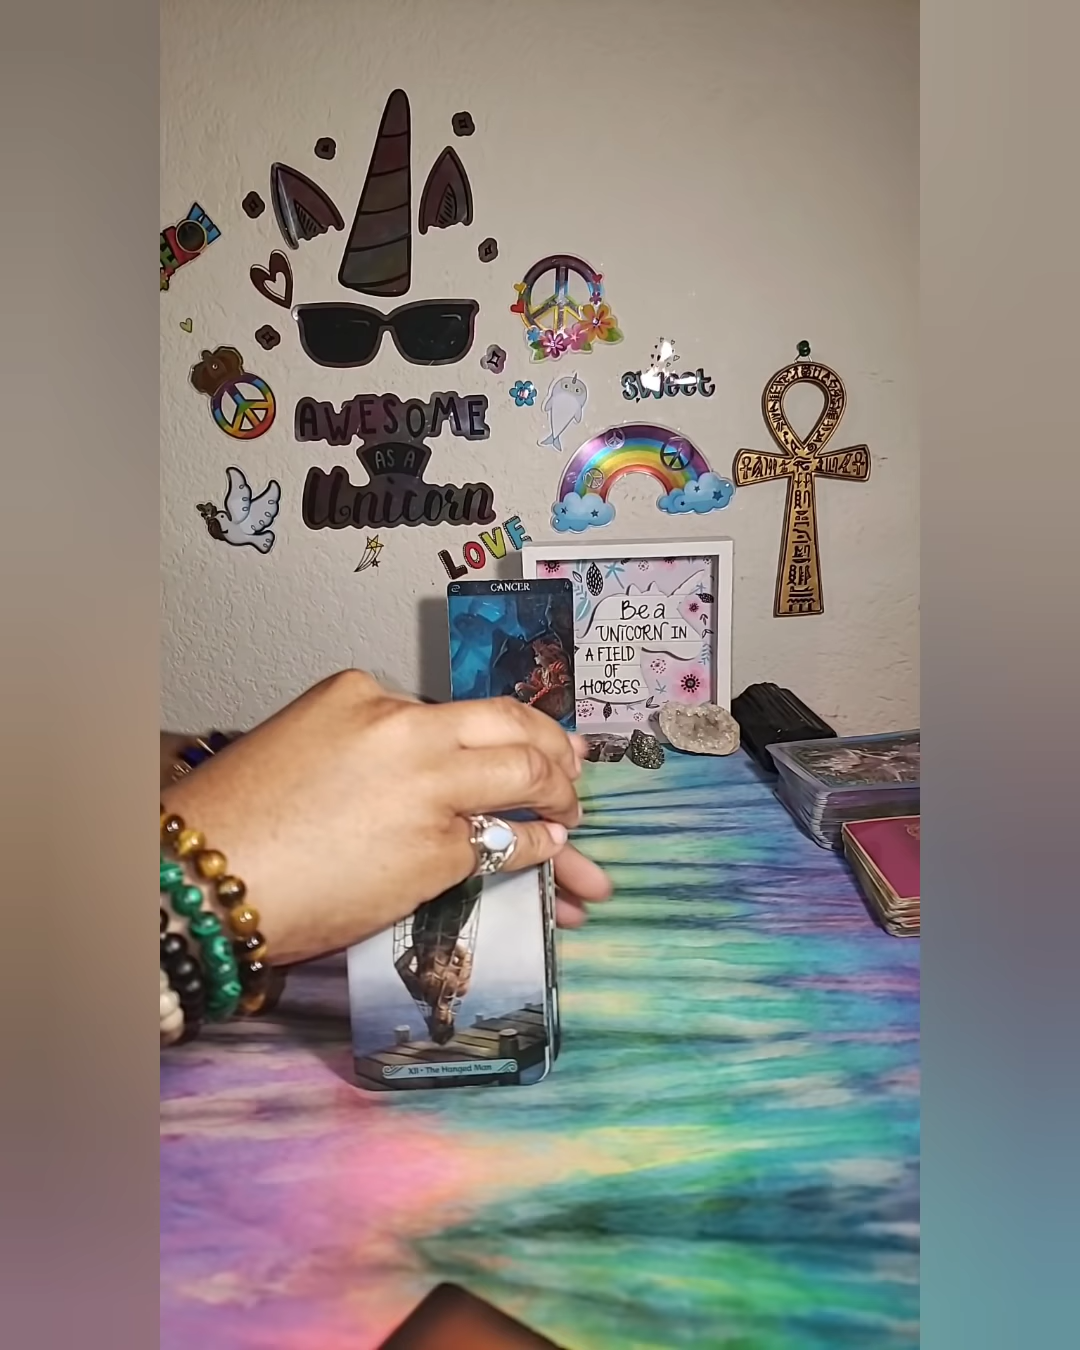 AWESOME
AS A
Unicorn
sweet
LOVE
CANCER
Be a
UNICORN IN
A FIELD
OF
HORSES
XII - The Hanged Man